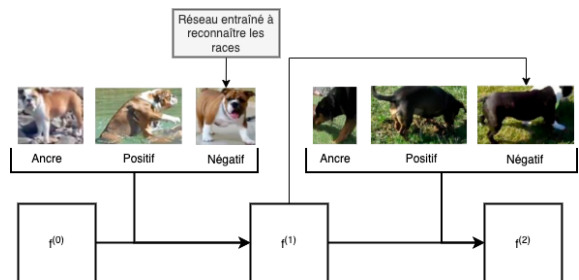 Réseau entraîné à
reconnaître les
races
Ancre Positif Négatif
Ancre Positif Négatif
f(0)
f(1)
f(2)